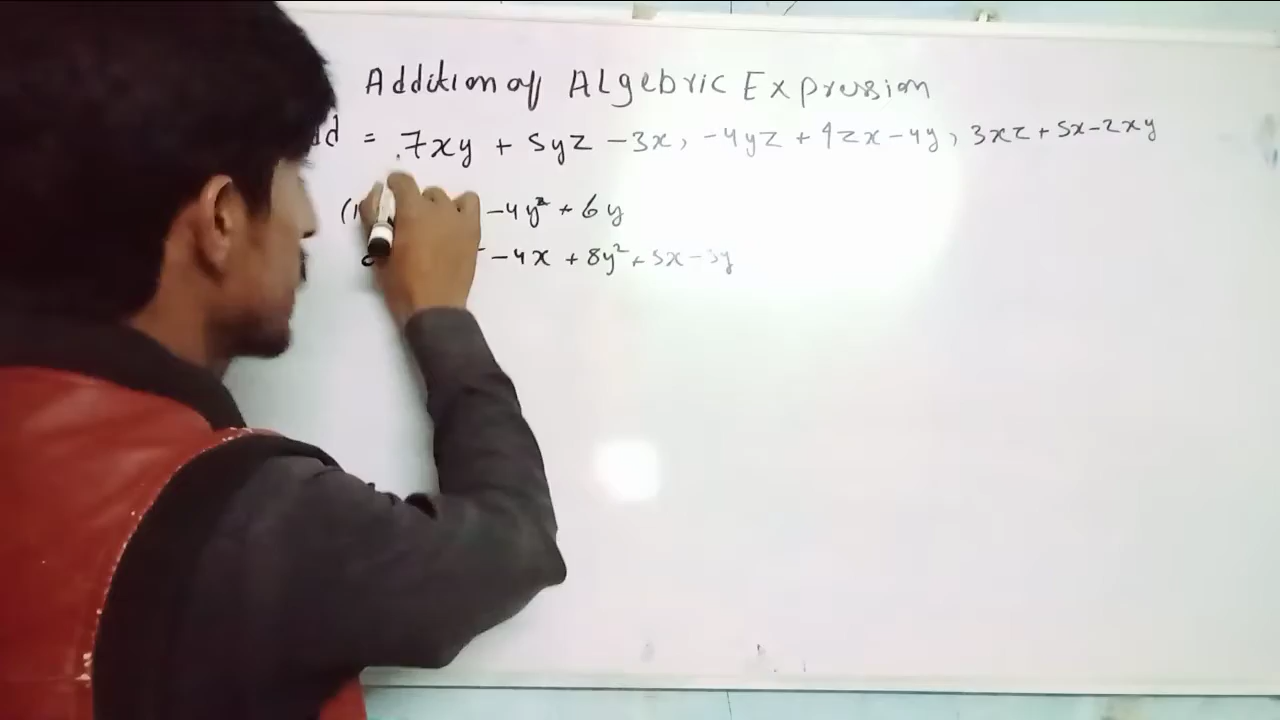 Addition of Algebric Expression
= 7xy + 5yz - 3x, -4yz + 9zx - 4y, 3xz + 5x - 2xy
-4y² + 6y
-4x + 8y² + 5x - 3y